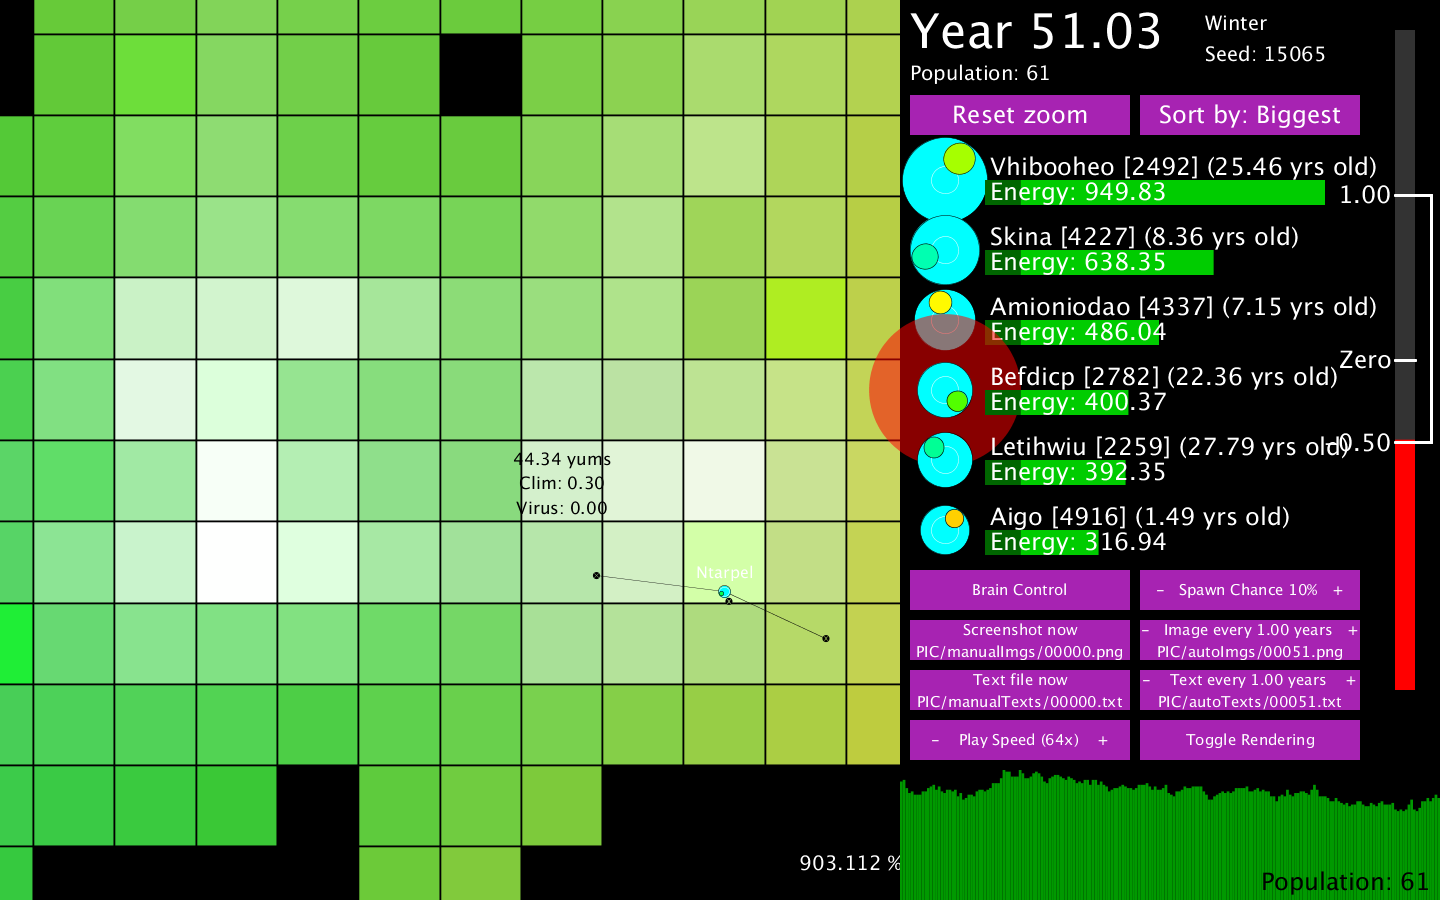 Year 51.03
Winter
Seed: 15065
Population: 61
Reset zoom
Sort by: Biggest
Vhibooheo [2492] (25.46 yrs old)
Energy: 949.83
1.00
Skina [4227] (8.36 yrs old)
Energy: 638.35
Amioniodao [4337] (7.15 yrs old)
Energy: 486.04
Zero
Befdicp [2782] (22.36 yrs old)
Energy: 400.37
Letihwiu [2259] (27.79 yrs old)
-0.50
Energy: 392.35
Aigo [4916] (1.49 yrs old)
Energy: 316.94
44.34 yums
Clim: 0.30
Virus: 0.00
Ntarpel
Brain Control
- Spawn Chance 10% +
Screenshot now
PIC/manualImgs/00000.png
- Image every 1.00 years +
PIC/autoImgs/00051.png
Text file now
PIC/manualTexts/00000.txt
- Text every 1.00 years +
PIC/autoTexts/00051.txt
- Play Speed (64x) +
Toggle Rendering
903.112 %
Population: 61